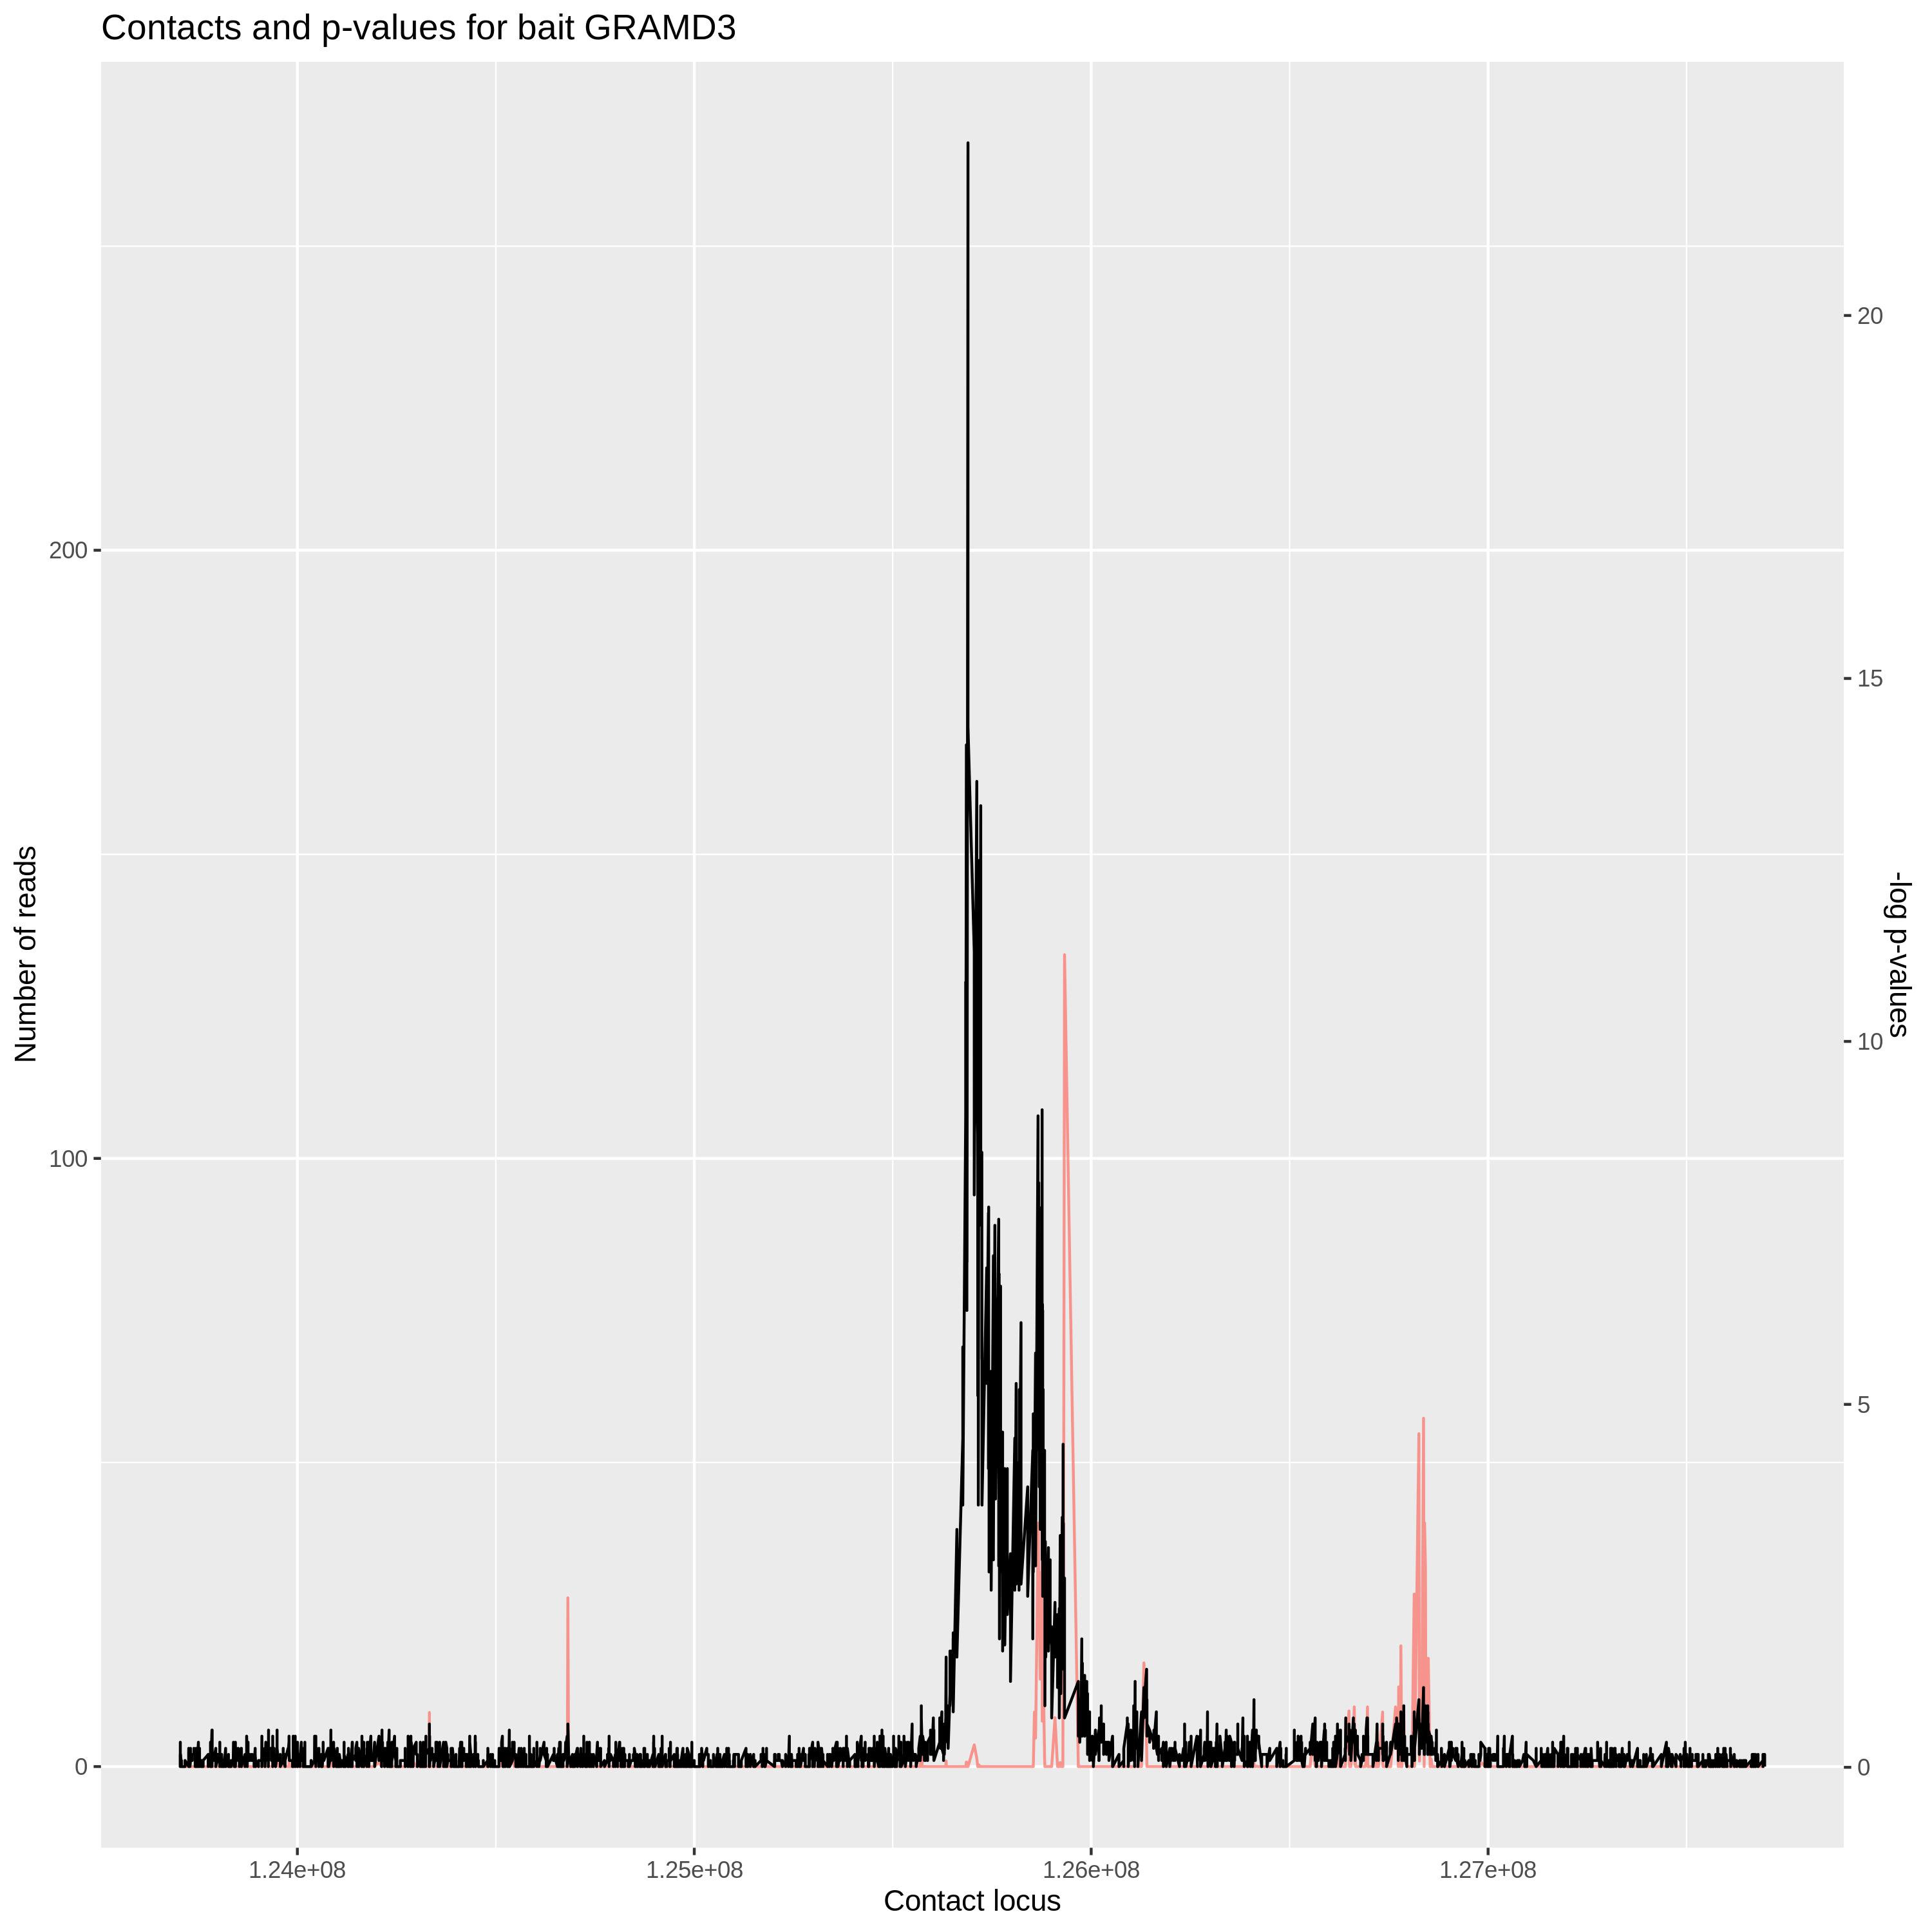 Contacts and p-values for bait GRAMD3
200
100
0
Number of reads
20
15
10
5
0
-log p-values
1.24e+08
1.25e+08
1.26e+08
1.27e+08
Contact locus